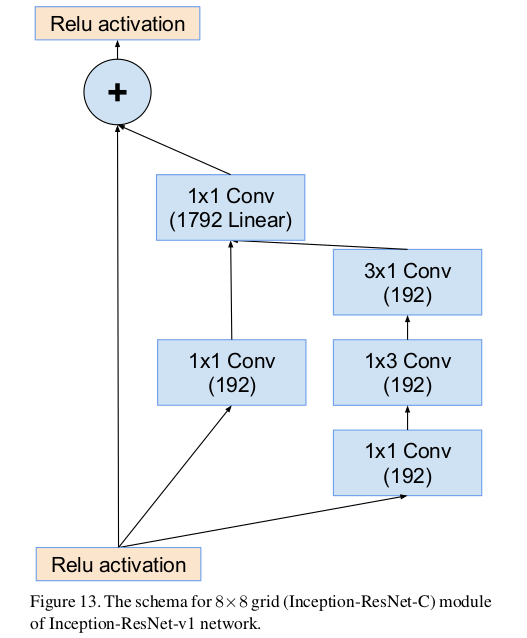 Relu activation
+
1x1 Conv
(1792 Linear)
3x1 Conv
(192)
1x1 Conv
(192)
1x3 Conv
(192)
1x1 Conv
(192)
Relu activation
Figure 13. The schema for 8×8 grid (Inception-ResNet-C) module
of Inception-ResNet-v1 network.